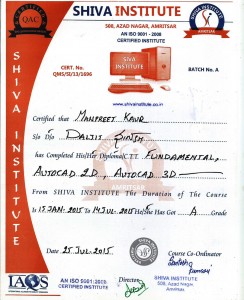 SHIVA INSTITUTE
508, AZAD NAGAR, AMRITSAR
AN ISO 9001 - 2008
CERTIFIED INSTITUTE
QAC
CERT. No.
QMS/SI/13/1696
BATCH No. A
SHIVA INSTITUTE
www.shivainstitute.co.in
Certified that MANPREET KAUR
S/o D/o DALJIT SINGH
has Completed His/Her Diploma/CTE FUNDAMENTAL,
AUTOCAD 2D, AUTOCAD 3D
From SHIVA INSTITUTE The Duration of the Course
Is 15 JAN. 2015 to 14 JUL 2015 He/She Has Got A Grade
Date 25 JUL. 2015
Course Co-Ordinator
Director
IAQS
AN ISO 9001:2008
CERTIFIED INSTITUTE
SHIVA INSTITUTE
508, Azad Nagar,
AMRITSAR